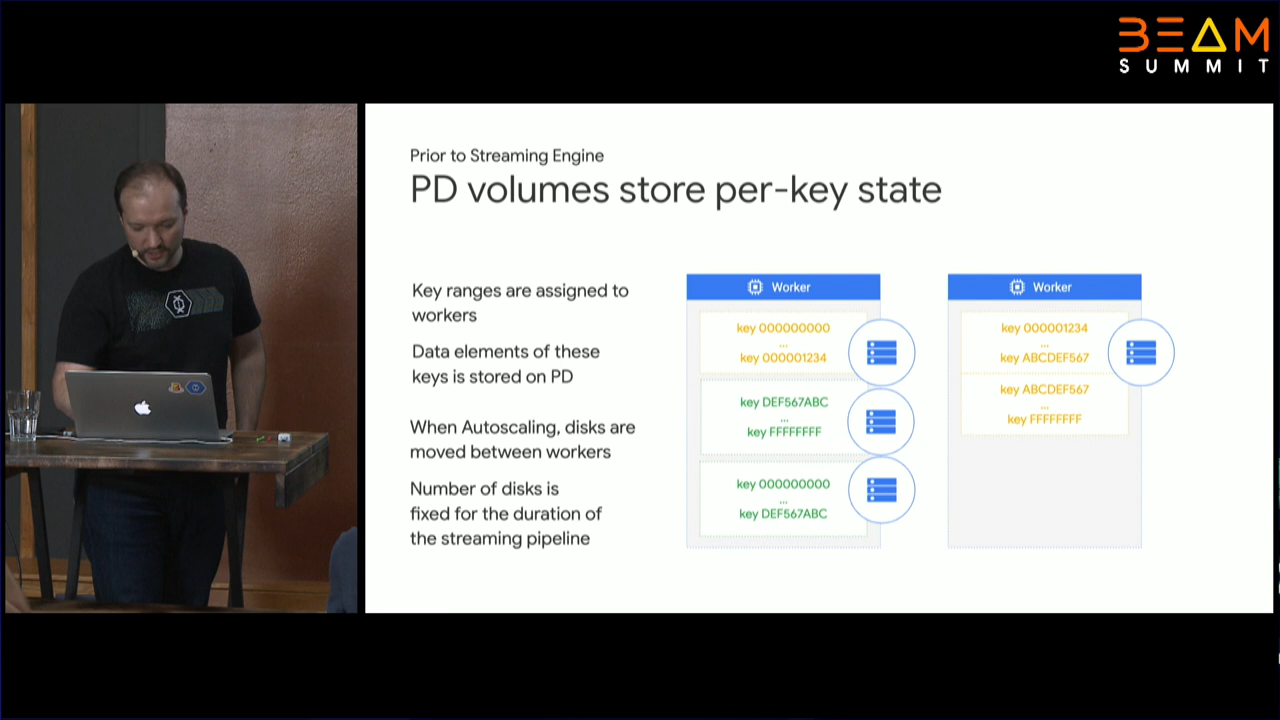 BEAM
SUMMIT
Prior to Streaming Engine
PD volumes store per-key state
Key ranges are assigned to
workers
Data elements of these
keys is stored on PD
When Autoscaling, disks are
moved between workers
Number of disks is
fixed for the duration of
the streaming pipeline
Worker
key 000000000
...
key 000001234
key DEF567ABC
...
key FFFFFFFF
key 000000000
...
key DEF567ABC
Worker
key 000001234
...
key ABCDEF567
key ABCDEF567
...
key FFFFFFFF